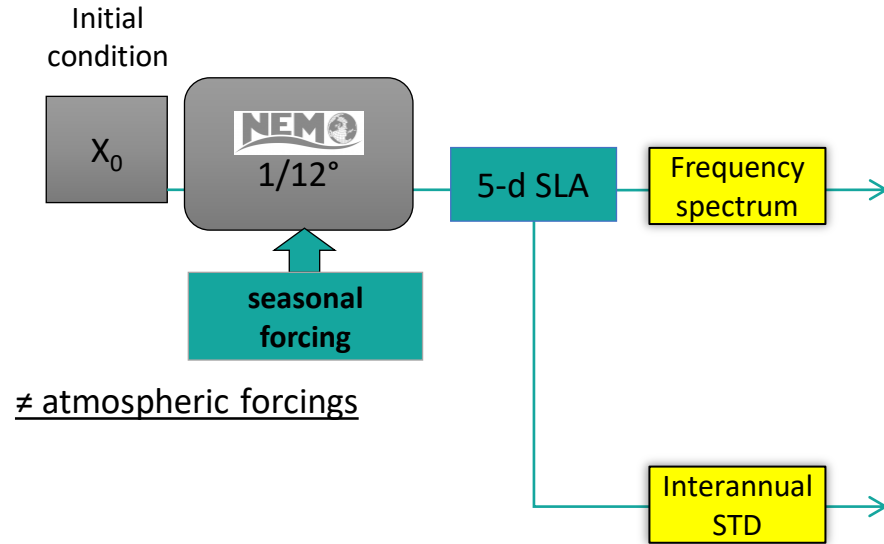 Initial
condition
X₀
NEMO
1/12°
5-d SLA
Frequency
spectrum
seasonal
forcing
≠ atmospheric forcings
Interannual
STD